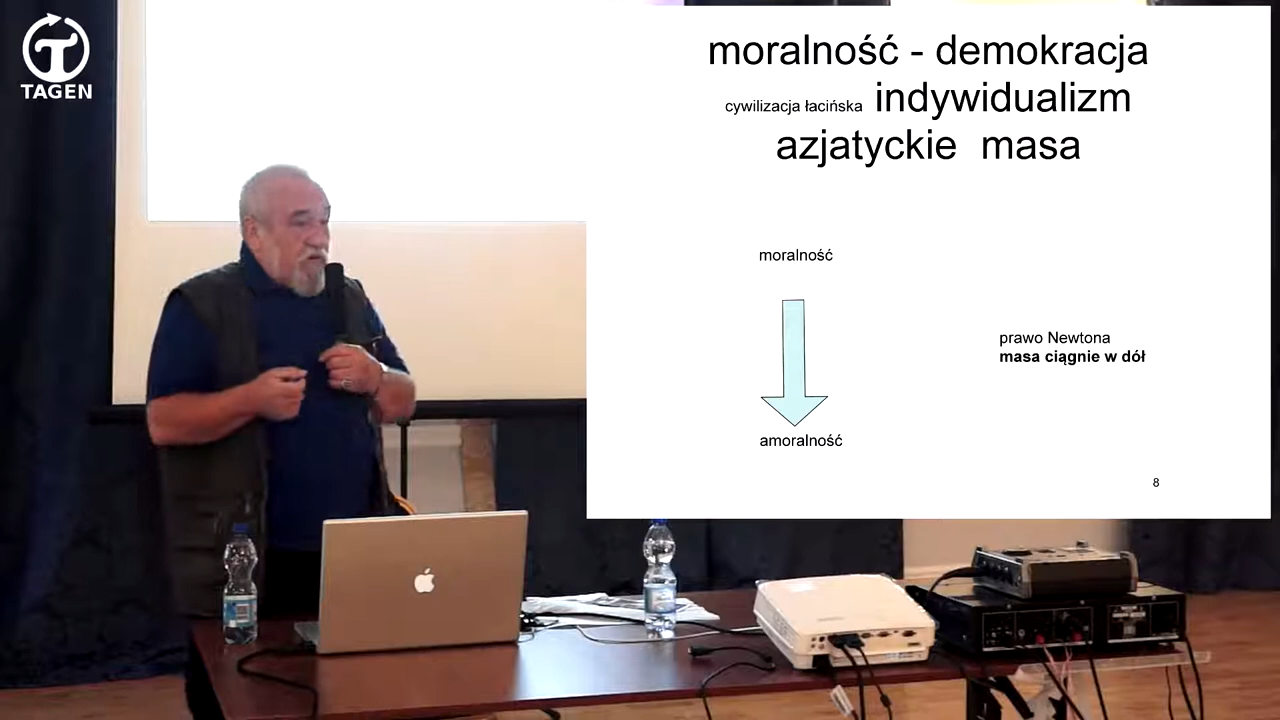 TAGEN
moralność - demokracja
cywilizacja łacińska indywidualizm
azjatyckie masa
moralność
prawo Newtona
masa ciągnie w dół
amoralność
8